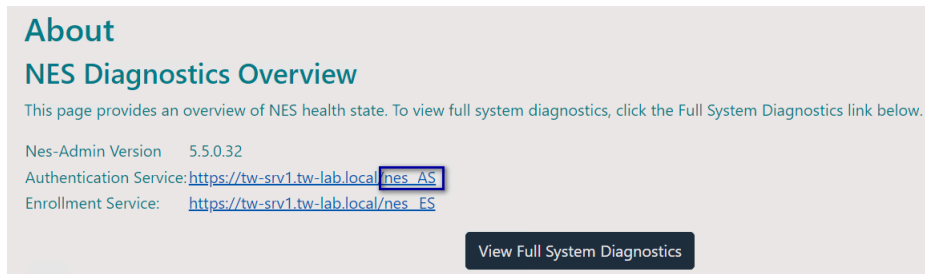 About
NES Diagnostics Overview
This page provides an overview of NES health state. To view full system diagnostics, click the Full System Diagnostics link below.
Nes-Admin Version 5.5.0.32
Authentication Service: https://tw-srv1.tw-lab.local/nes_AS
Enrollment Service: https://tw-srv1.tw-lab.local/nes_ES
View Full System Diagnostics